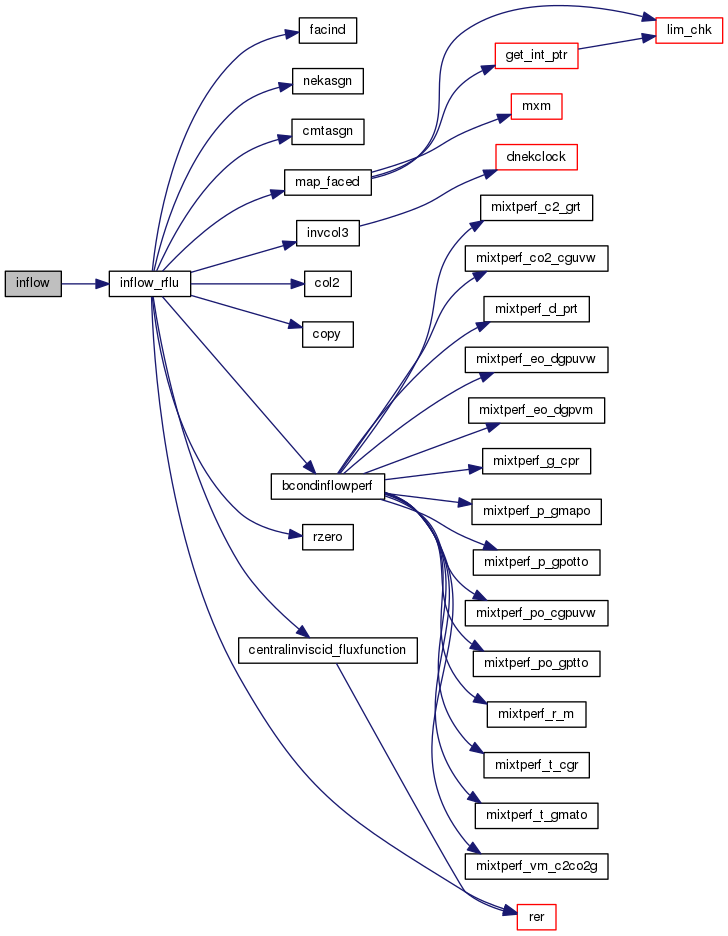 inflow
inflow_rflu
facind
nekasgn
cmtasgn
map_faced
invcol3
col2
copy
bcondinflowperf
rzero
centralinviscid_fluxfunction
lim_chk
get_int_ptr
mxm
dnekclock
mixtperf_c2_grt
mixtperf_co2_cguvw
mixtperf_d_prt
mixtperf_eo_dgpuvw
mixtperf_eo_dgpvm
mixtperf_g_cpr
mixtperf_p_gmapo
mixtperf_p_gpotto
mixtperf_po_cgpuvw
mixtperf_po_gptto
mixtperf_r_m
mixtperf_t_cgr
mixtperf_t_gmato
mixtperf_vm_c2co2g
rer